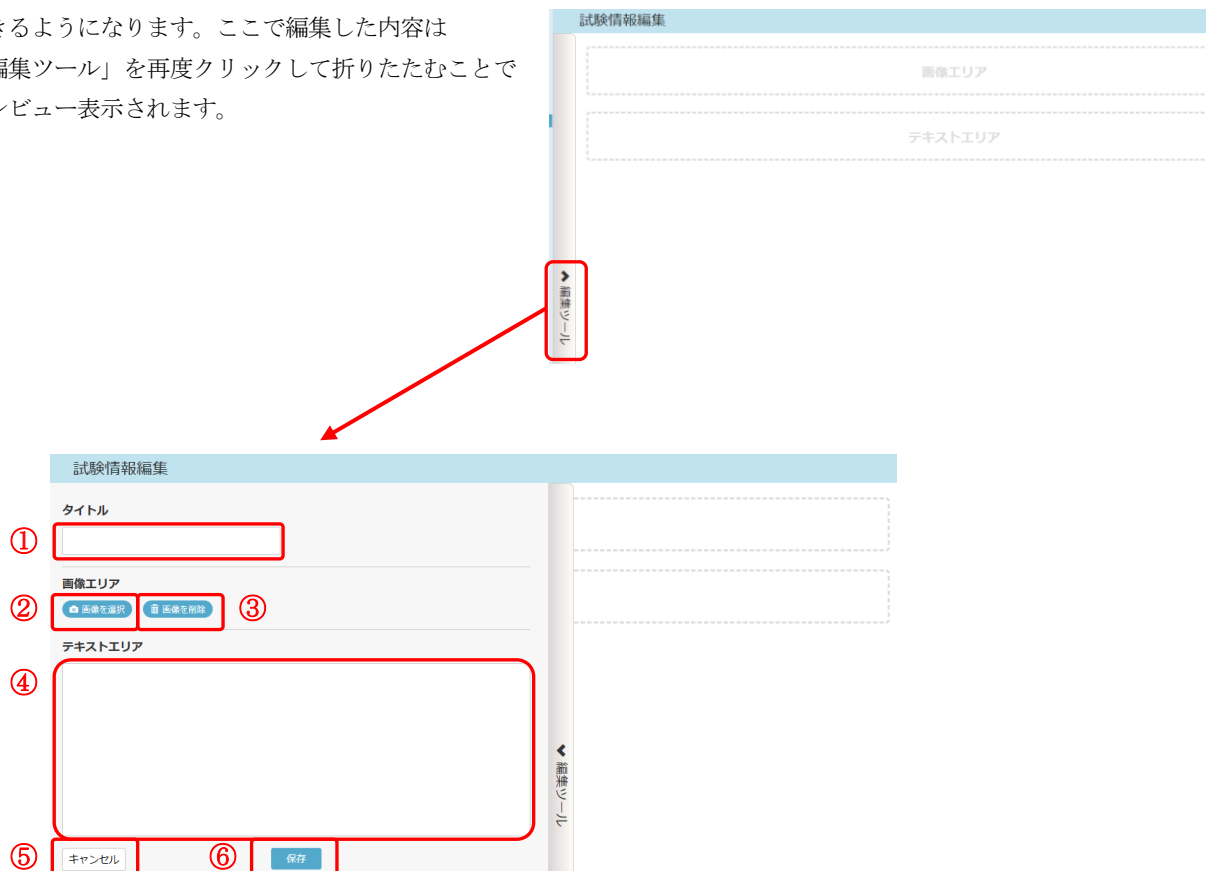 きるようになります。ここで編集した内容は
編集ツール」を再度クリックして折りたたむことで
レビュー表示されます。
試験情報編集
画像エリア
テキストエリア
編集ツール
試験情報編集
タイトル
①
画像エリア
② 画像を選択 画像を削除 ③
テキストエリア
④
編集ツール
⑤ キャンセル ⑥ 保存